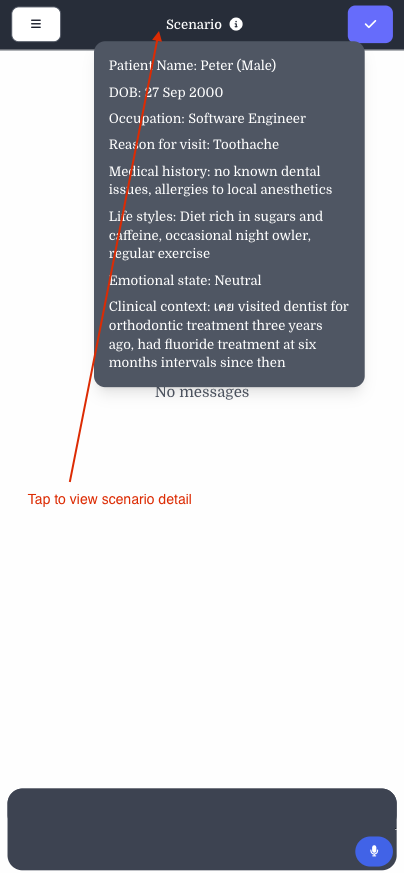 Scenario
Patient Name: Peter (Male)
DOB: 27 Sep 2000
Occupation: Software Engineer
Reason for visit: Toothache
Medical history: no known dental
issues, allergies to local anesthetics
Life styles: Diet rich in sugars and
caffeine, occasional night owler,
regular exercise
Emotional state: Neutral
Clinical context: เคย visited dentist for
orthodontic treatment three years
ago, had fluoride treatment at six
months intervals since then
No messages
Tap to view scenario detail